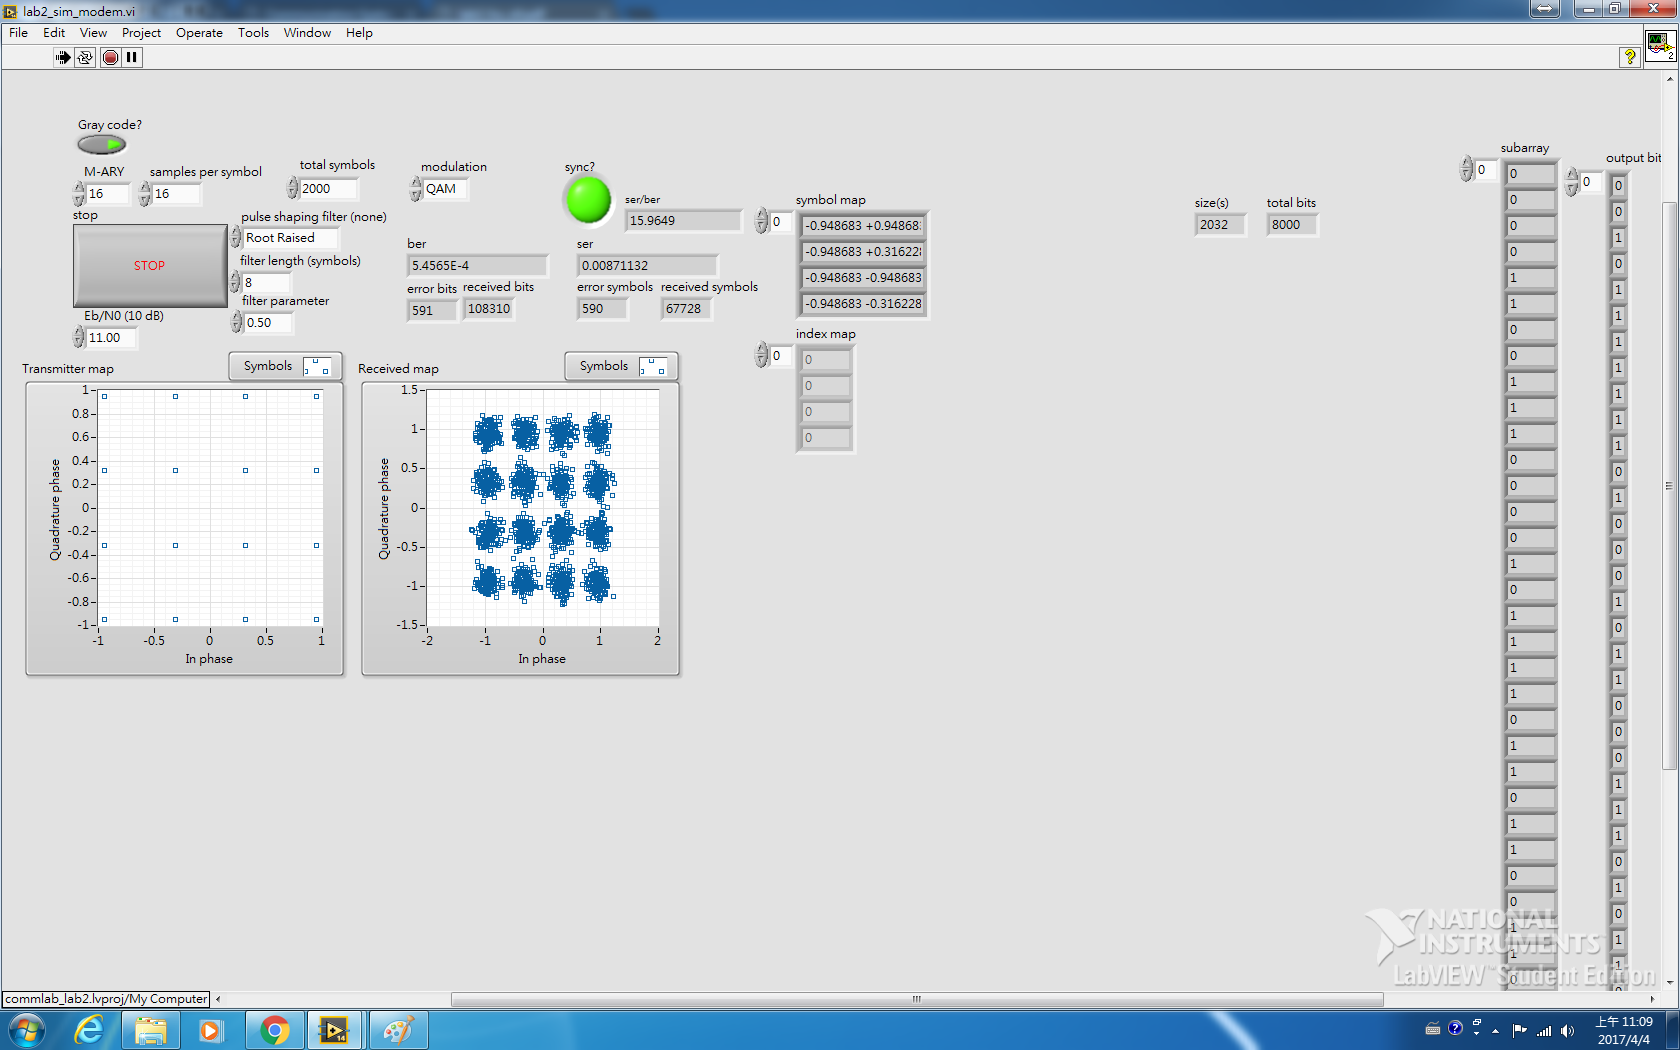 lab2_sim_modem.vi
File Edit View Project Operate Tools Window Help
2
Gray code?
M-ARY
16
samples per symbol
16
total symbols
2000
modulation
QAM
sync?
ser/ber
15.9649
stop
STOP
pulse shaping filter (none)
Root Raised
filter length (symbols)
8
filter parameter
0.50
Eb/N0 (10 dB)
11.00
ber
5.4565E-4
error bits
591
received bits
108310
ser
0.00871132
error symbols
590
received symbols
67728
symbol map
0
-0.948683 +0.94868
-0.948683 +0.316228
-0.948683 -0.948683
-0.948683 -0.316228
index map
0
0
0
0
0
size(s)
2032
total bits
8000
Transmitter map
Symbols
1
0.8
0.6
0.4
0.2
0
-0.2
-0.4
-0.6
-0.8
-1
Quadrature phase
-1 -0.5 0 0.5 1
In phase
Received map
Symbols
1.5
1
0.5
0
-0.5
-1
-1.5
Quadrature phase
-2 -1 0 1 2
In phase
subarray
0
0
0
0
0
1
1
0
0
1
1
1
0
0
0
0
1
0
1
1
1
1
0
1
1
0
1
1
0
0
1
1
0
output bit
0
0
0
1
0
1
1
1
1
1
1
1
0
1
0
0
0
1
0
1
1
0
0
0
1
1
1
0
1
0
1
1
NATIONAL
INSTRUMENTS
LabVIEW™ Student Edition
commlab_lab2.lvproj/My Computer
14
上午 11:09
2017/4/4